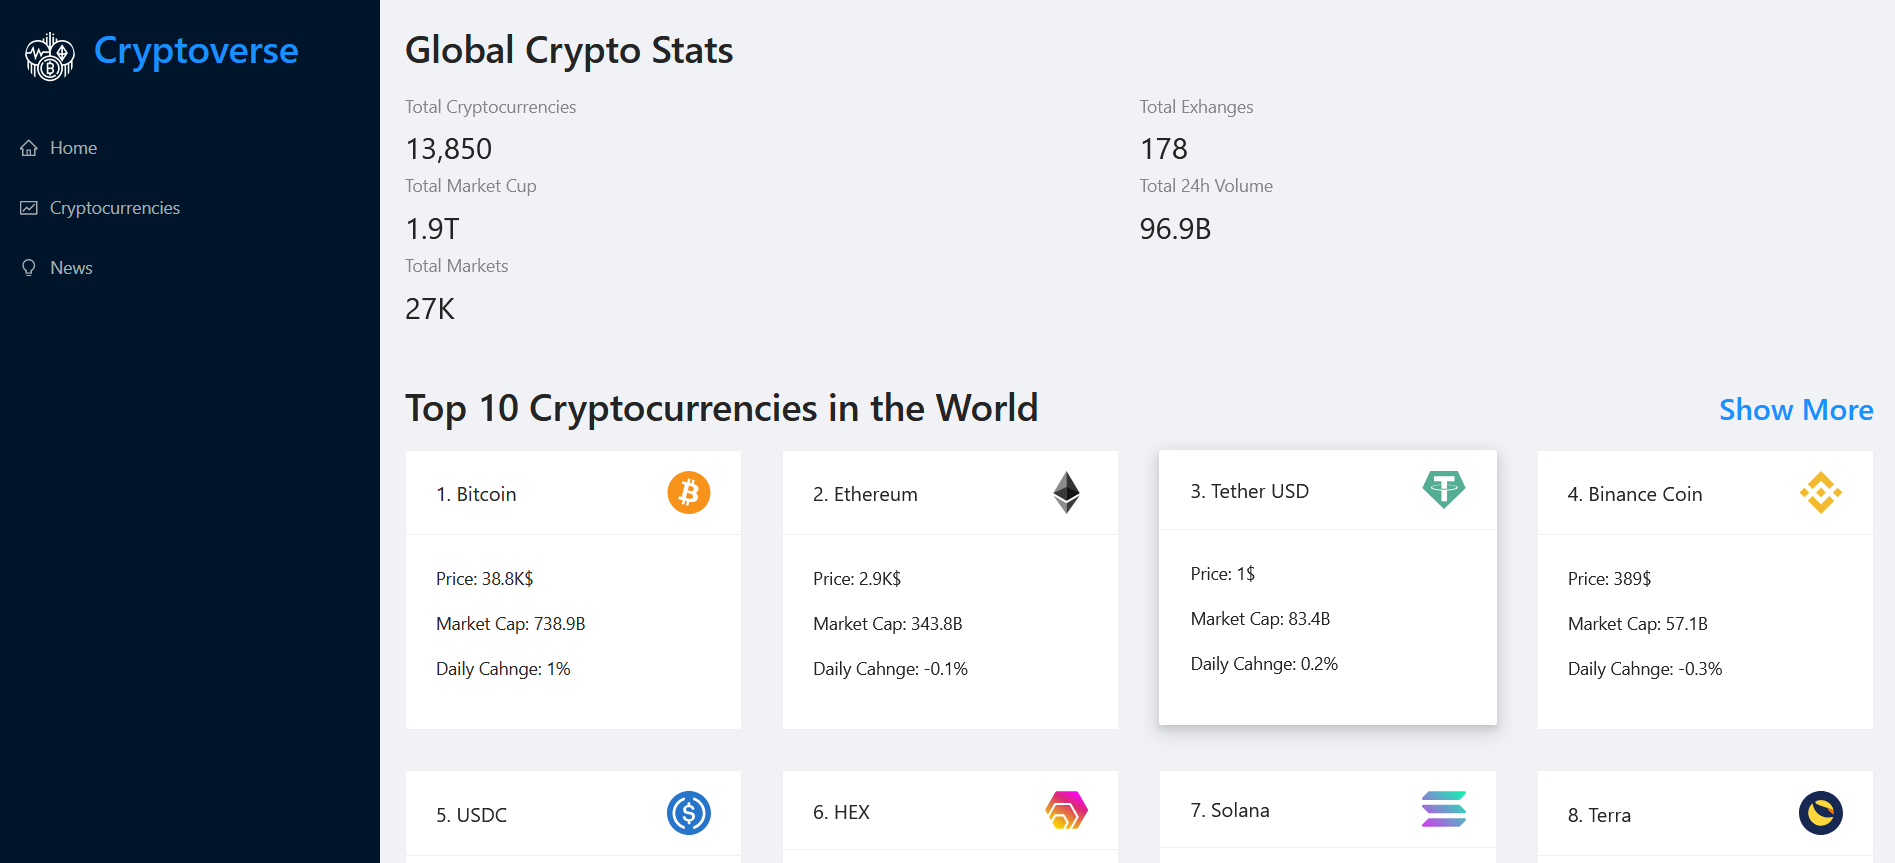 Cryptoverse
Home
Cryptocurrencies
News
Global Crypto Stats
Total Cryptocurrencies
13,850
Total Exhanges
178
Total Market Cup
1.9T
Total 24h Volume
96.9B
Total Markets
27K
Top 10 Cryptocurrencies in the World
Show More
1. Bitcoin
Price: 38.8K$
Market Cap: 738.9B
Daily Cahnge: 1%
2. Ethereum
Price: 2.9K$
Market Cap: 343.8B
Daily Cahnge: -0.1%
3. Tether USD
Price: 1$
Market Cap: 83.4B
Daily Cahnge: 0.2%
4. Binance Coin
Price: 389$
Market Cap: 57.1B
Daily Cahnge: -0.3%
5. USDC
6. HEX
7. Solana
8. Terra